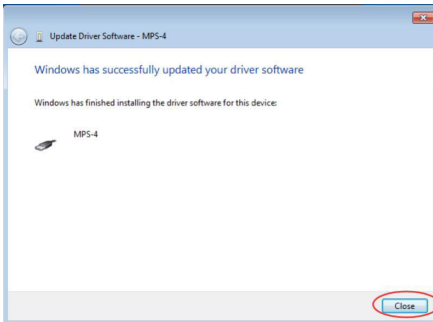 Update Driver Software - MPS-4
Windows has successfully updated your driver software
Windows has finished installing the driver software for this device:
MPS-4
Close